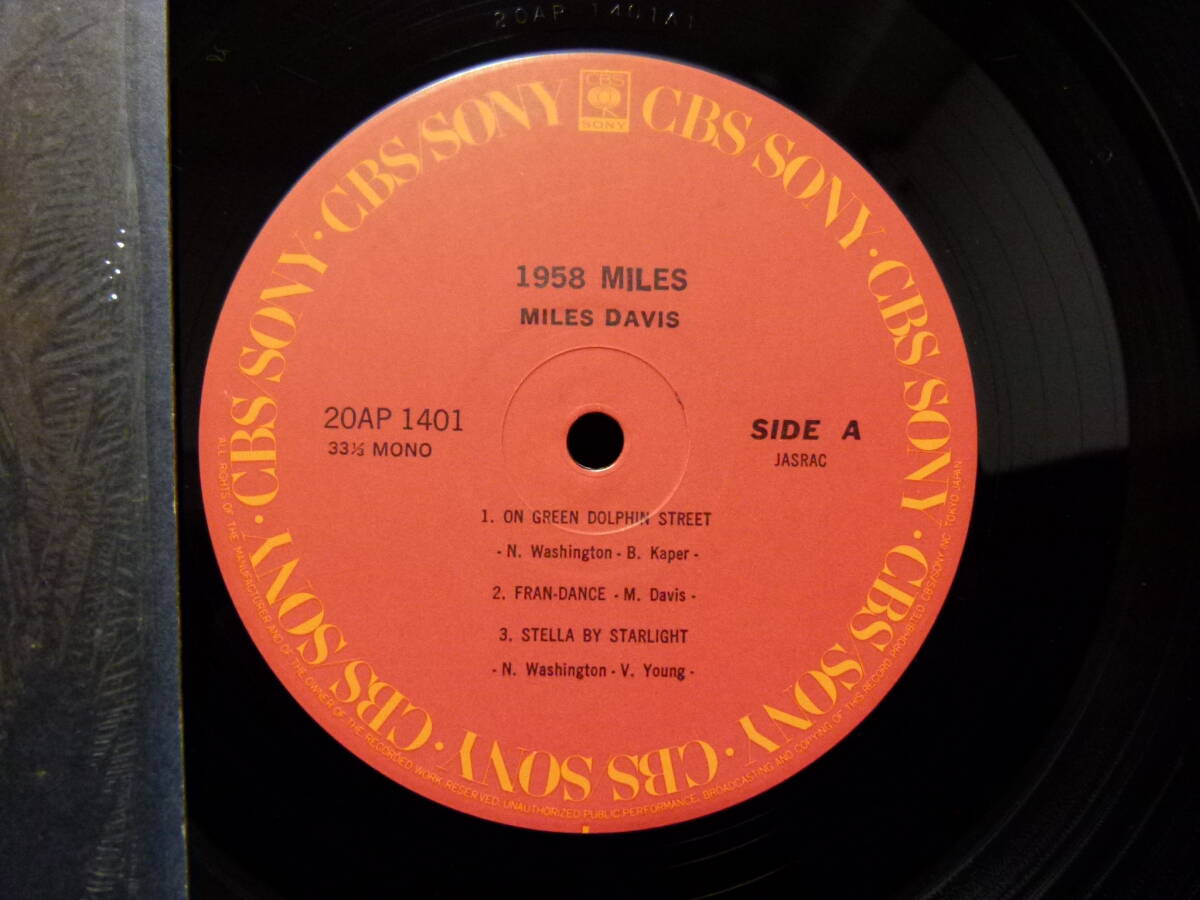 20AP 1401A1
CBS
SONY
CBS/SONY · CBS/SONY · CBS/SONY · CBS/SONY · CBS SONY · CBS/SONY · CBS/SONY · CBS/SONY · CBS SONY
1958 MILES
MILES DAVIS
20AP 1401
33⅓ MONO
SIDE A
JASRAC
1. ON GREEN DOLPHIN STREET
- N. Washington - B. Kaper -
2. FRAN-DANCE - M. Davis -
3. STELLA BY STARLIGHT
- N. Washington - V. Young -
ALL RIGHTS OF THE MANUFACTURER AND OF THE OWNER OF THE RECORDED WORK RESERVED. UNAUTHORIZED PUBLIC PERFORMANCE, BROADCASTING AND COPYING OF THIS RECORD PROHIBITED CBS/SONY INC. TOKYO JAPAN